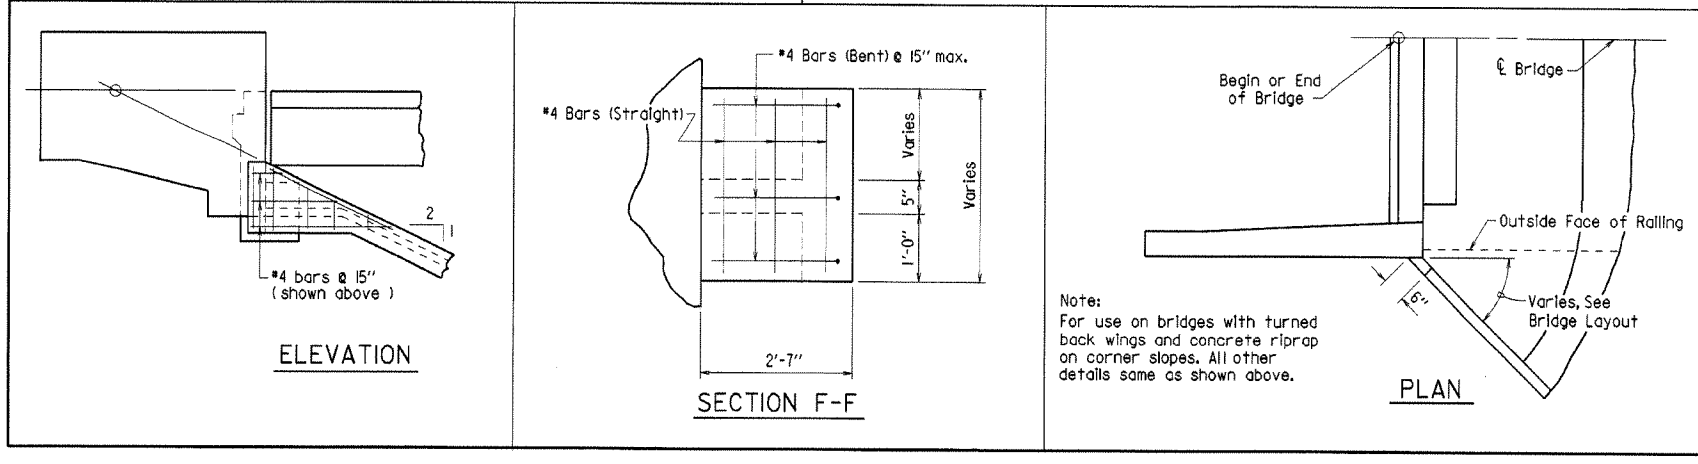 2
1
#4 bars @ 15"
( shown above )
ELEVATION
#4 Bars (Bent) @ 15" max.
#4 Bars (Straight)
Varies
5"
1'-0"
Varies
2'-7"
SECTION F-F
Begin or End
of Bridge
℄ Bridge
Outside Face of Railing
6"
Varies, See
Bridge Layout
Note:
For use on bridges with turned
back wings and concrete riprap
on corner slopes. All other
details same as shown above.
PLAN